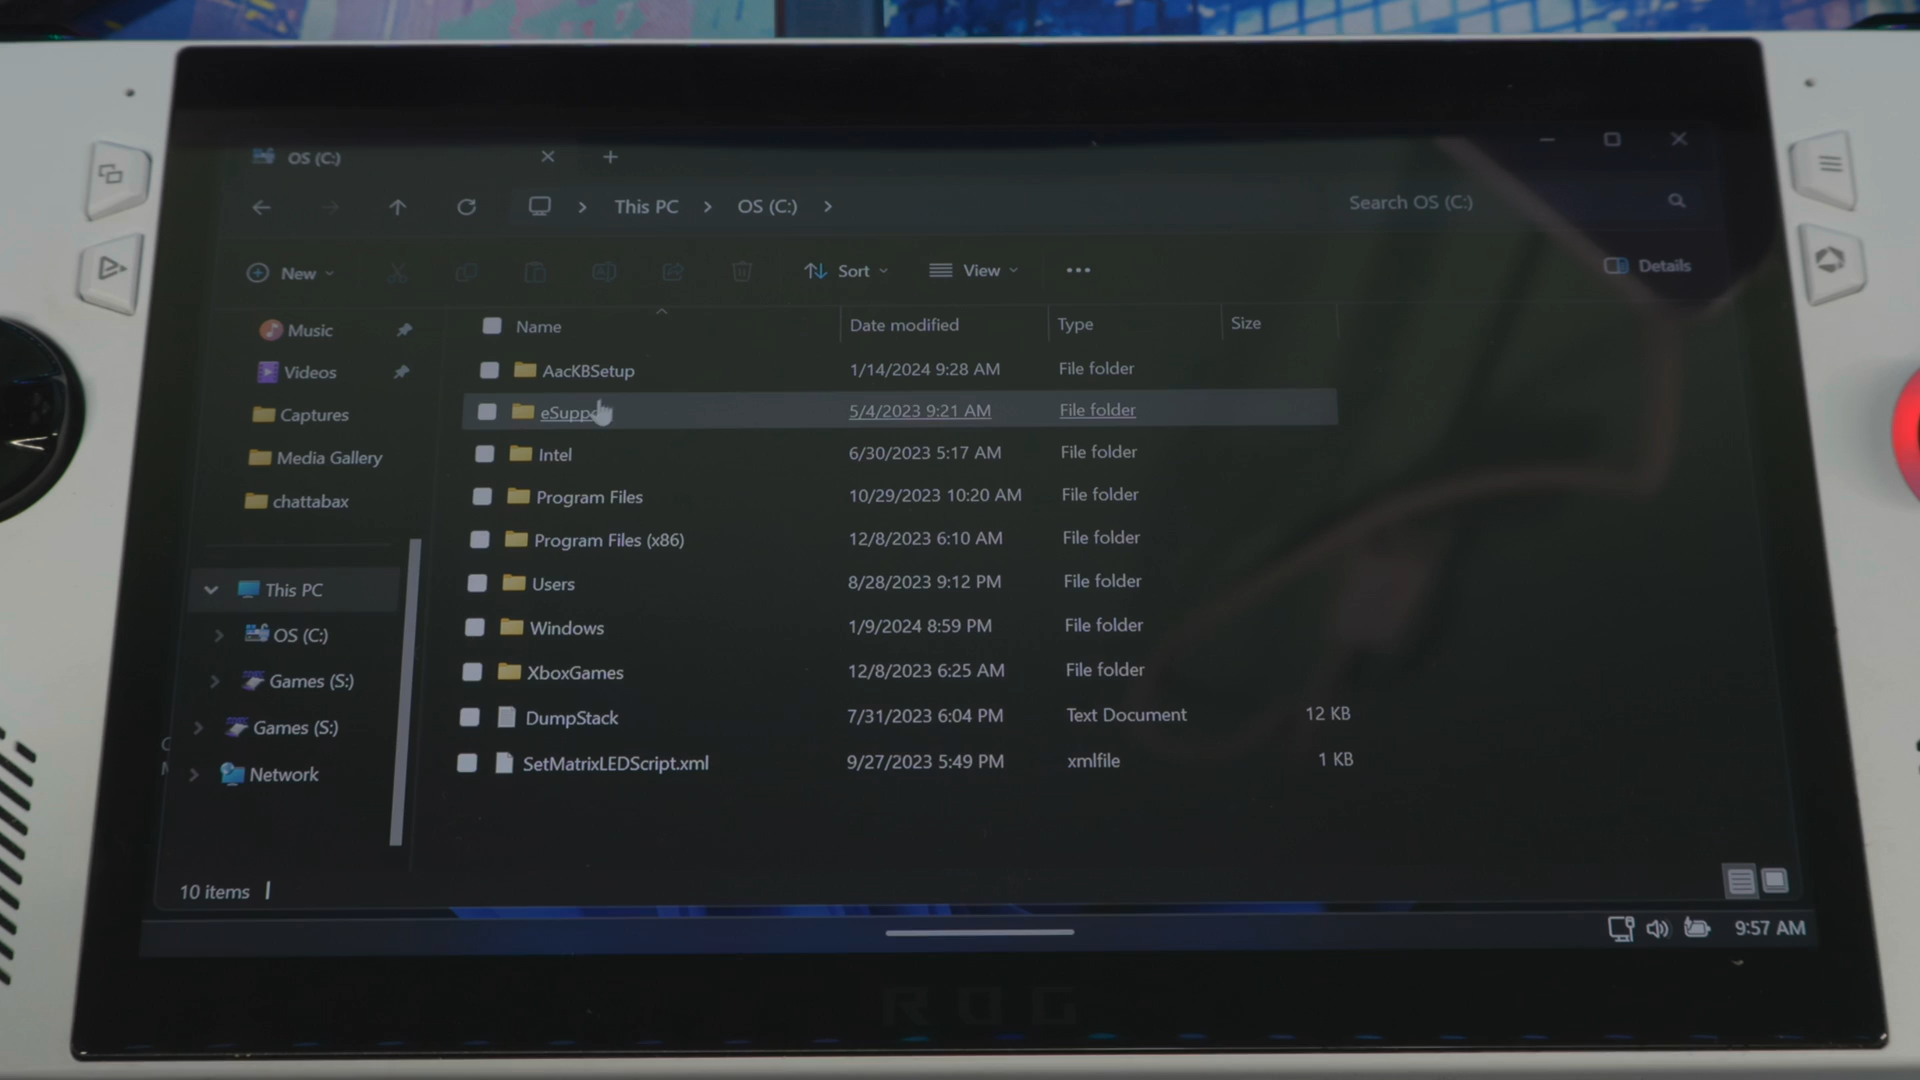 OS (C:)
This PC > OS (C:) >
Search OS (C:)
New
Sort
View
Details
Name Date modified Type Size
Music
Videos
Captures
Media Gallery
chattabax
This PC
OS (C:)
Games (S:)
Games (S:)
Network
AacKBSetup 1/14/2024 9:28 AM File folder
eSuppo 5/4/2023 9:21 AM File folder
Intel 6/30/2023 5:17 AM File folder
Program Files 10/29/2023 10:20 AM File folder
Program Files (x86) 12/8/2023 6:10 AM File folder
Users 8/28/2023 9:12 PM File folder
Windows 1/9/2024 8:59 PM File folder
XboxGames 12/8/2023 6:25 AM File folder
DumpStack 7/31/2023 6:04 PM Text Document 12 KB
SetMatrixLEDScript.xml 9/27/2023 5:49 PM xmlfile 1 KB
10 items
9:57 AM
ROG